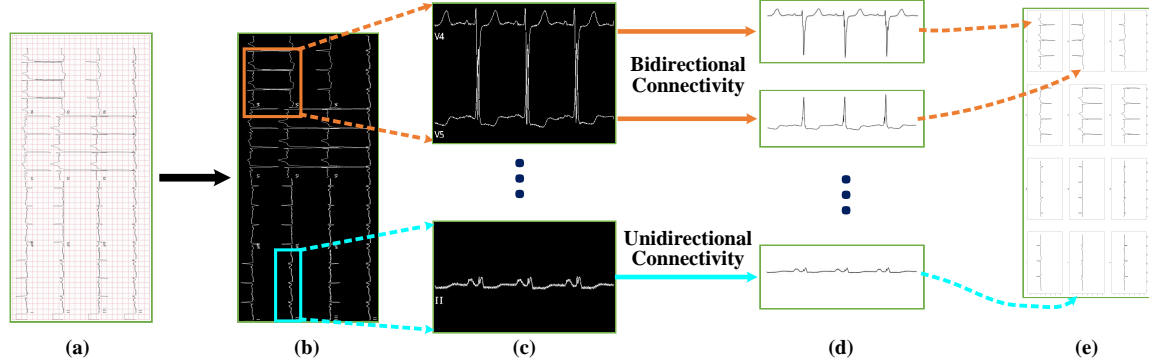 V4
Bidirectional
Connectivity
V5
Unidirectional
Connectivity
II
(a)
(b)
(c)
(d)
(e)